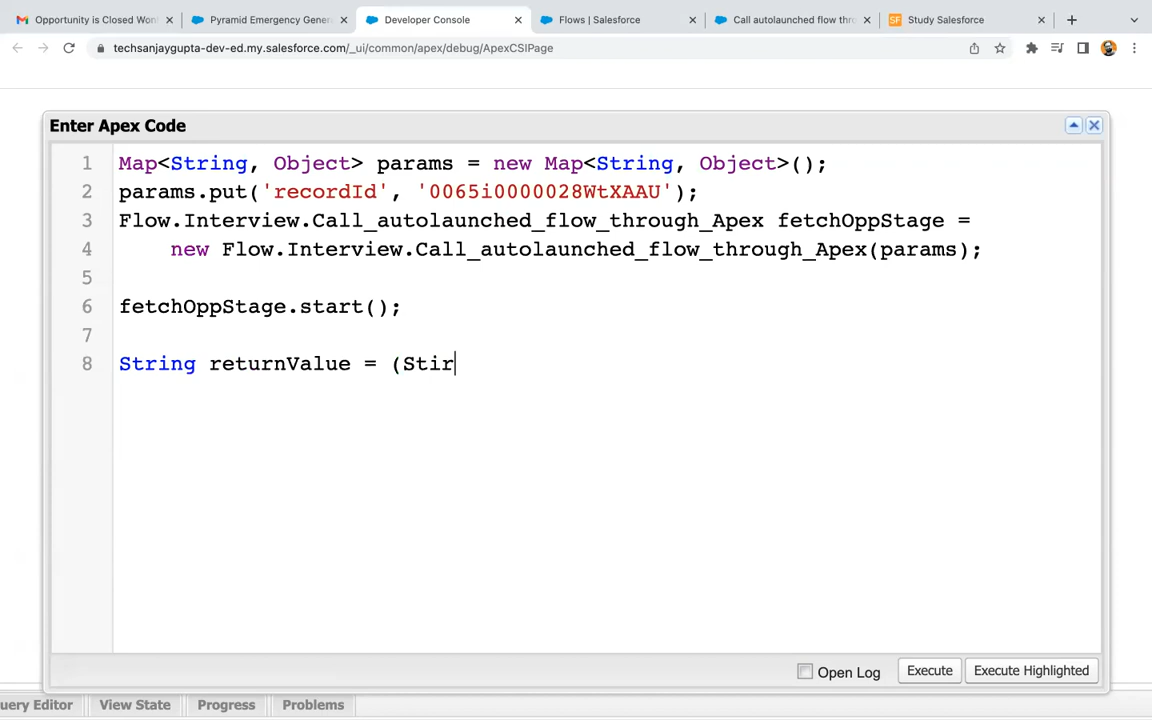 Opportunity is Closed Won
Pyramid Emergency Gener
Developer Console
Flows | Salesforce
Call autolaunched flow thro
Study Salesforce
techsanjaygupta-dev-ed.my.salesforce.com/_ui/common/apex/debug/ApexCSIPage
Enter Apex Code
1 Map<String, Object> params = new Map<String, Object>();
2 params.put('recordId', '0065i0000028WtXAAU');
3 Flow.Interview.Call_autolaunched_flow_through_Apex fetchOppStage =
4 new Flow.Interview.Call_autolaunched_flow_through_Apex(params);
5
6 fetchOppStage.start();
7
8 String returnValue = (Stir
Open Log
Execute
Execute Highlighted
uery Editor
View State
Progress
Problems